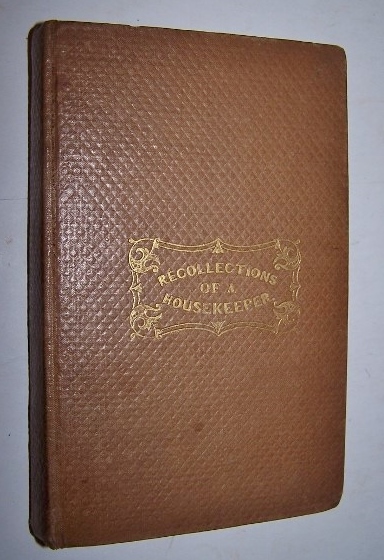 RECOLLECTIONS
OF A
HOUSEKEEPER.